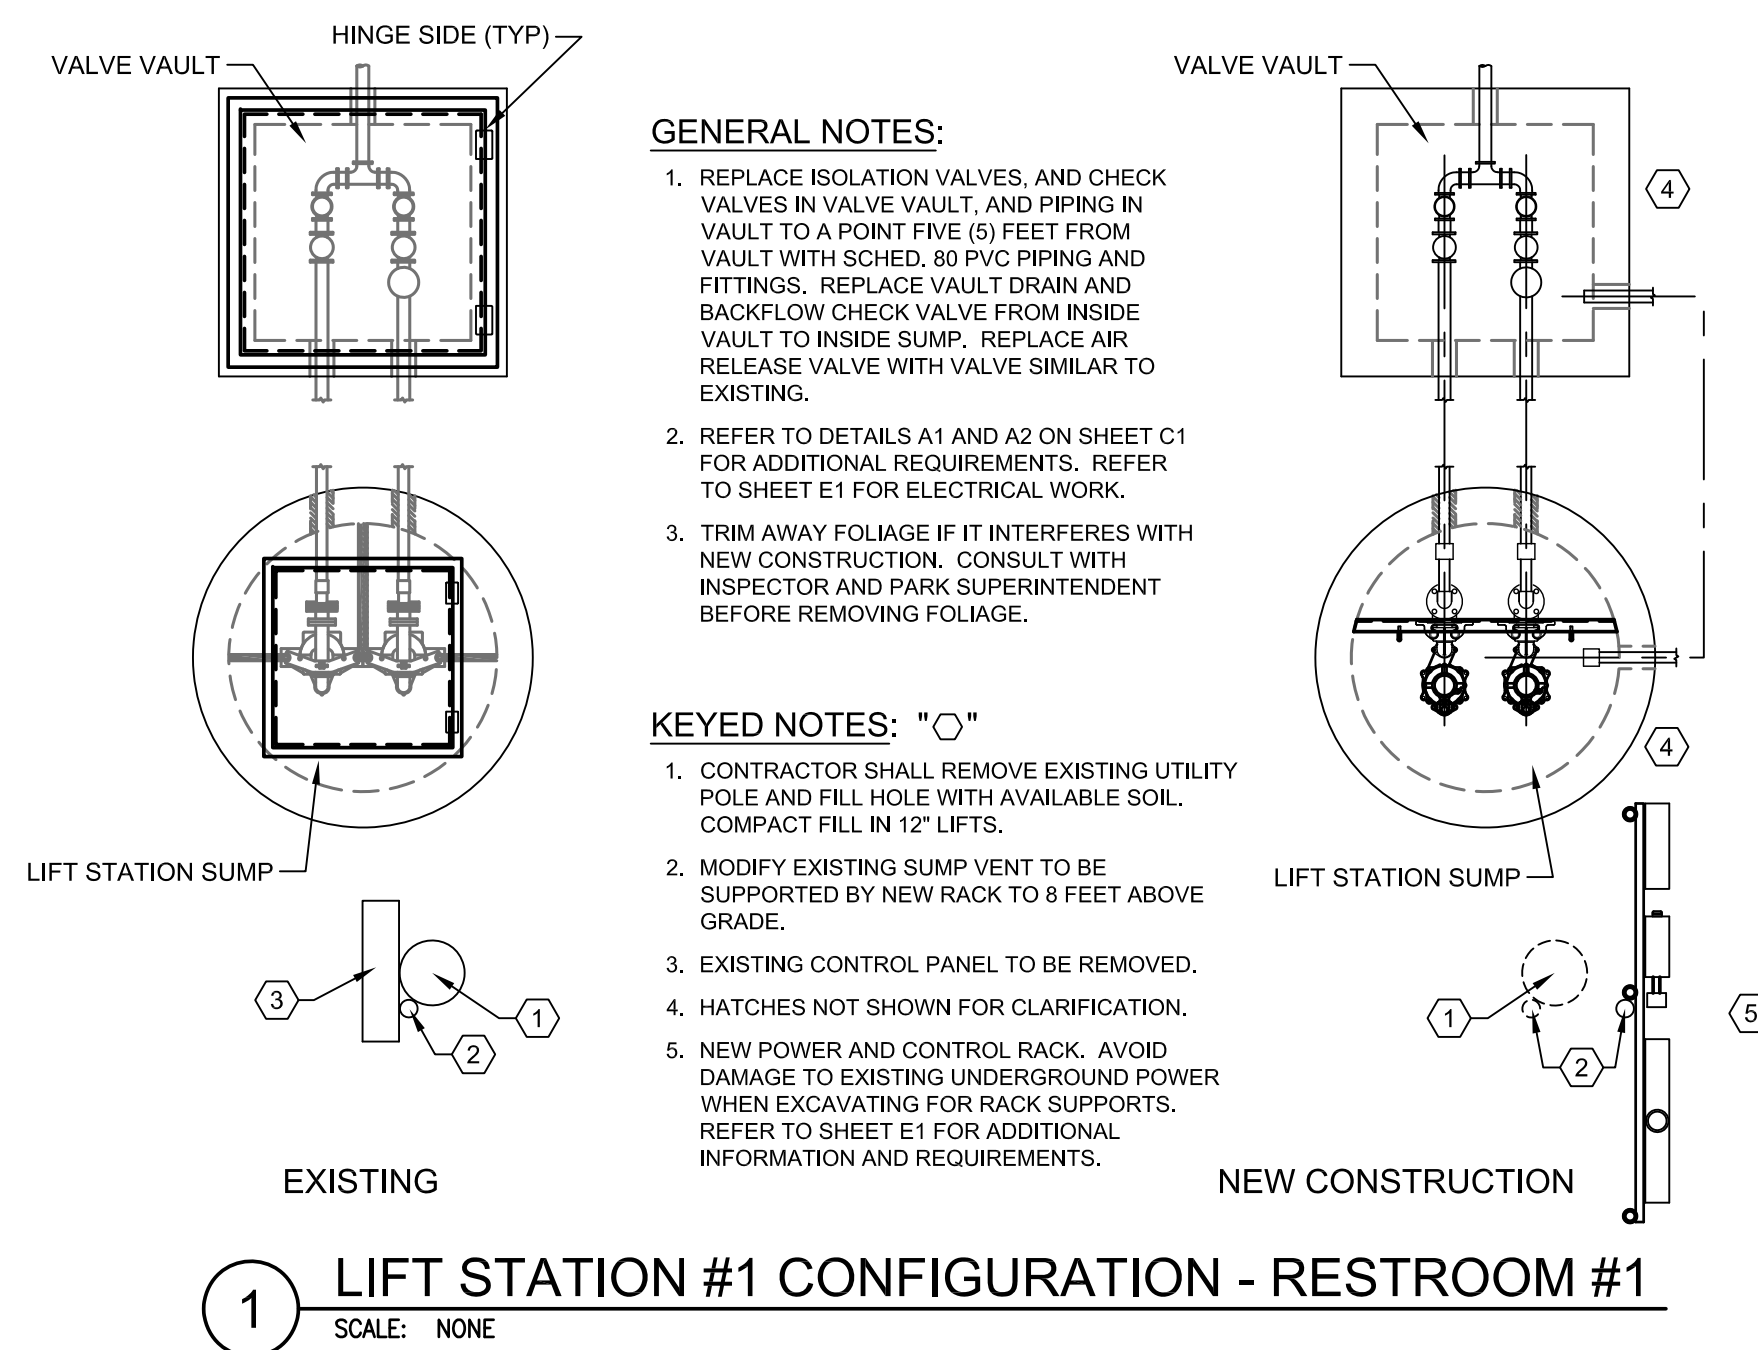 HINGE SIDE (TYP)
VALVE VAULT
LIFT STATION SUMP
3
1
2
EXISTING
GENERAL NOTES:
1. REPLACE ISOLATION VALVES, AND CHECK
VALVES IN VALVE VAULT, AND PIPING IN
VAULT TO A POINT FIVE (5) FEET FROM
VAULT WITH SCHED. 80 PVC PIPING AND
FITTINGS. REPLACE VAULT DRAIN AND
BACKFLOW CHECK VALVE FROM INSIDE
VAULT TO INSIDE SUMP. REPLACE AIR
RELEASE VALVE WITH VALVE SIMILAR TO
EXISTING.
2. REFER TO DETAILS A1 AND A2 ON SHEET C1
FOR ADDITIONAL REQUIREMENTS. REFER
TO SHEET E1 FOR ELECTRICAL WORK.
3. TRIM AWAY FOLIAGE IF IT INTERFERES WITH
NEW CONSTRUCTION. CONSULT WITH
INSPECTOR AND PARK SUPERINTENDENT
BEFORE REMOVING FOLIAGE.
KEYED NOTES: "⬡"
1. CONTRACTOR SHALL REMOVE EXISTING UTILITY
POLE AND FILL HOLE WITH AVAILABLE SOIL.
COMPACT FILL IN 12" LIFTS.
2. MODIFY EXISTING SUMP VENT TO BE
SUPPORTED BY NEW RACK TO 8 FEET ABOVE
GRADE.
3. EXISTING CONTROL PANEL TO BE REMOVED.
4. HATCHES NOT SHOWN FOR CLARIFICATION.
5. NEW POWER AND CONTROL RACK. AVOID
DAMAGE TO EXISTING UNDERGROUND POWER
WHEN EXCAVATING FOR RACK SUPPORTS.
REFER TO SHEET E1 FOR ADDITIONAL
INFORMATION AND REQUIREMENTS.
VALVE VAULT
4
4
LIFT STATION SUMP
1
2
5
NEW CONSTRUCTION
1
LIFT STATION #1 CONFIGURATION - RESTROOM #1
SCALE: NONE